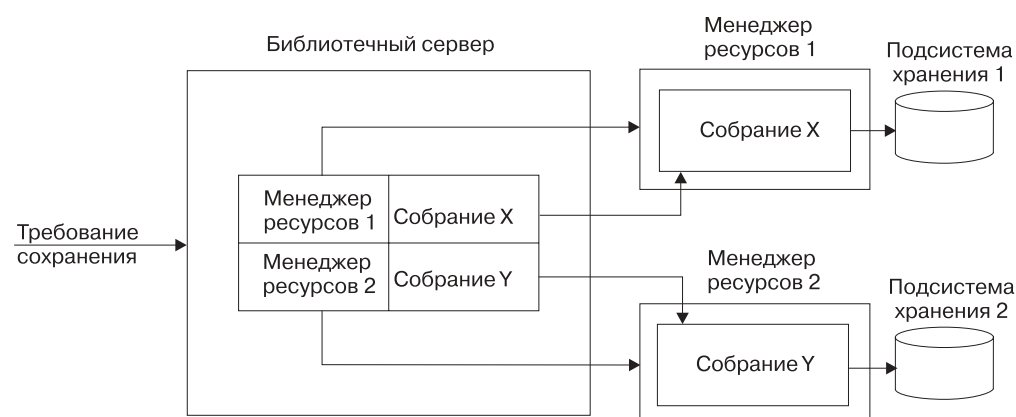 Библиотечный сервер
Менеджер
ресурсов 1
Подсистема
хранения 1
Собрание X
Менеджер
ресурсов 1
Собрание X
Требование
сохранения
Менеджер
ресурсов 2
Собрание Y
Менеджер
ресурсов 2
Подсистема
хранения 2
Собрание Y